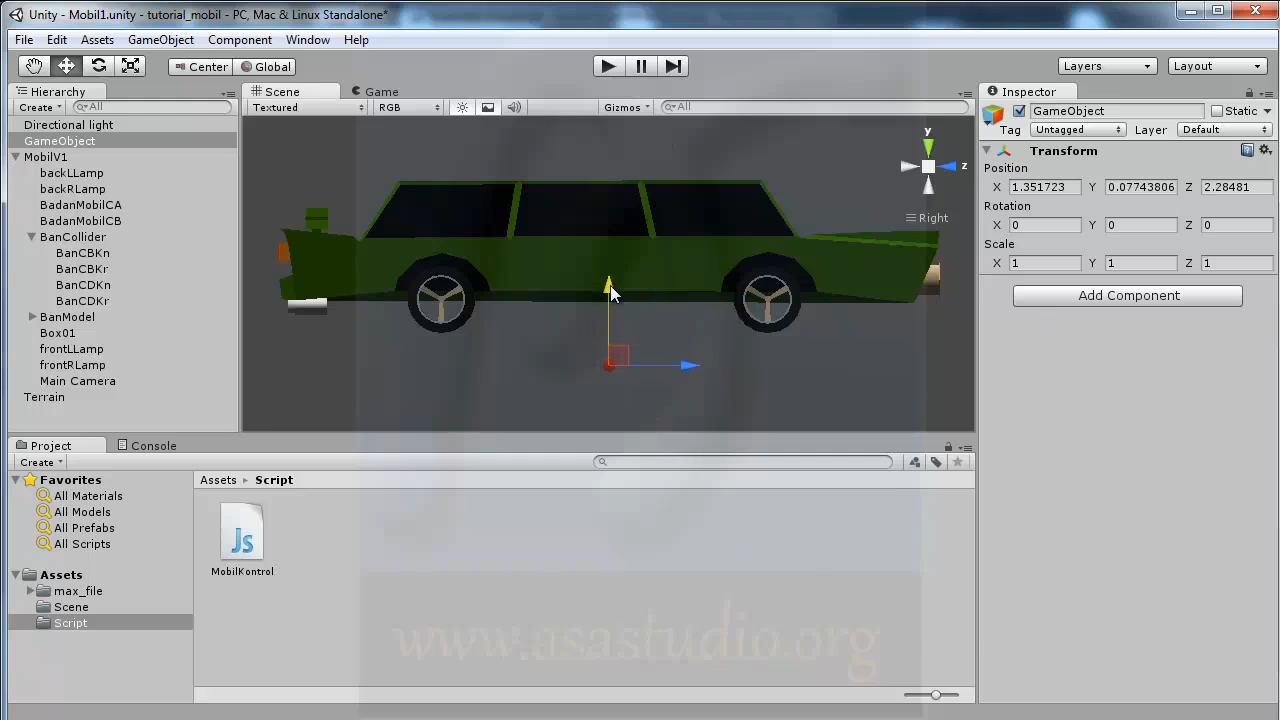 Unity - Mobil1.unity - tutorial_mobil - PC, Mac & Linux Standalone*
File Edit Assets GameObject Component Window Help
Center Global Layers Layout
Hierarchy
Create All
Directional light
GameObject
MobilV1
backLLamp
backRLamp
BadanMobilCA
BadanMobilCB
BanCollider
BanCBKn
BanCBKr
BanCDKn
BanCDKr
BanModel
Box01
frontLLamp
frontRLamp
Main Camera
Terrain
Scene Game
Textured RGB Gizmos All
y
z
Right
Inspector
GameObject Static
Tag Untagged Layer Default
Transform
Position
X 1.351723 Y 0.07743806 Z 2.28481
Rotation
X 0 Y 0 Z 0
Scale
X 1 Y 1 Z 1
Add Component
Project Console
Create
Favorites
All Materials
All Models
All Prefabs
All Scripts
Assets
max_file
Scene
Script
Assets Script
Js
MobilKontrol
www.asastudio.org